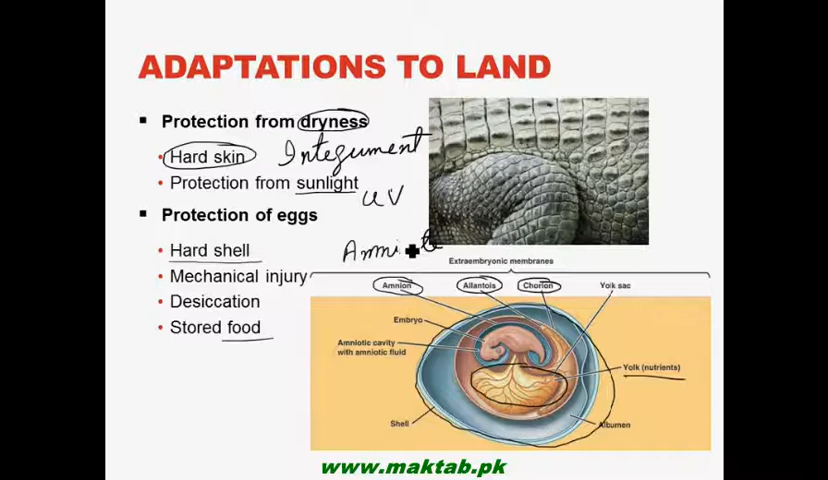 ADAPTATIONS TO LAND
▪ Protection from dryness
• Hard skin
Integument
• Protection from sunlight
UV
▪ Protection of eggs
• Hard shell
• Mechanical injury
• Desiccation
• Stored food
Extraembryonic membranes
Amnion Allantois Chorion Yolk sac
Embryo
Amniotic cavity
with amniotic fluid
Yolk (nutrients)
Shell
Albumen
www.maktab.pk